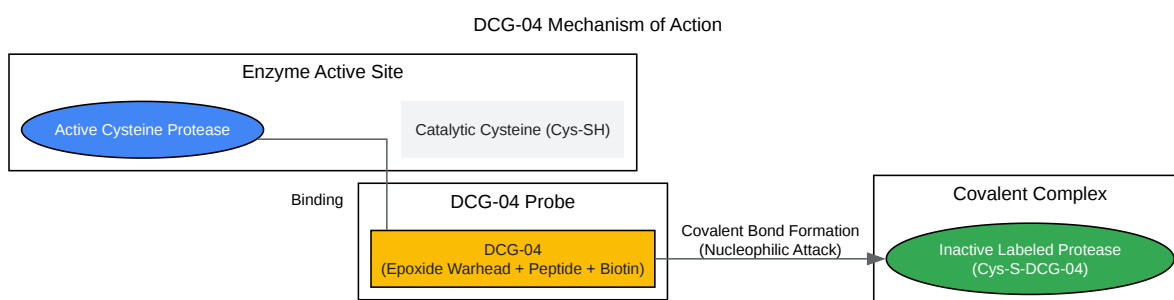 DCG-04 Mechanism of Action
Enzyme Active Site
Active Cysteine Protease
Catalytic Cysteine (Cys-SH)
Binding
DCG-04 Probe
DCG-04
(Epoxide Warhead + Peptide + Biotin)
Covalent Bond Formation
(Nucleophilic Attack)
Covalent Complex
Inactive Labeled Protease
(Cys-S-DCG-04)